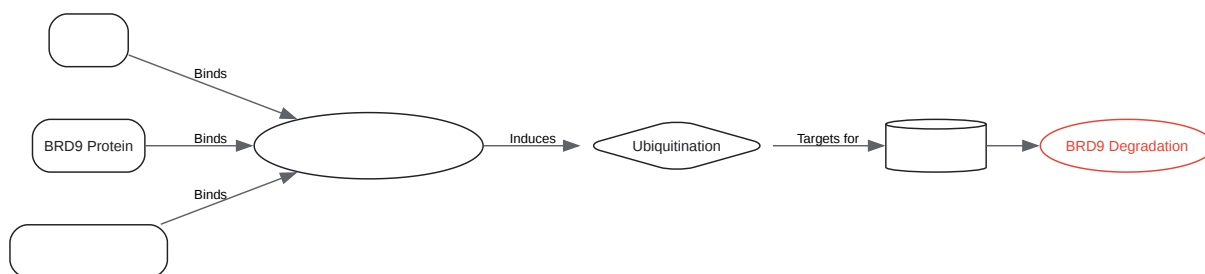 Binds
BRD9 Protein
Binds
Binds
Induces
Ubiquitination
Targets for
BRD9 Degradation